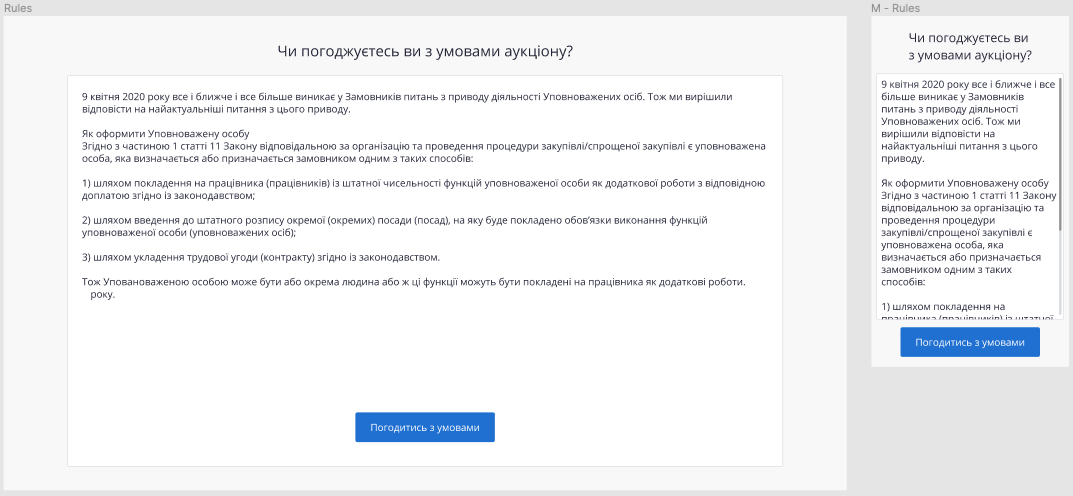 Rules
Чи погоджуєтесь ви з умовами аукціону?
9 квітня 2020 року все і ближче і все більше виникає у Замовників питань з приводу діяльності Уповноважених осіб. Тож ми вирішили
відповісти на найактуальніші питання з цього приводу.
Як оформити Уповноважену особу
Згідно з частиною 1 статті 11 Закону відповідальною за організацію та проведення процедури закупівлі/спрощеної закупівлі є уповноважена
особа, яка визначається або призначається замовником одним з таких способів:
1) шляхом покладення на працівника (працівників) із штатної чисельності функцій уповноваженої особи як додаткової роботи з відповідною
доплатою згідно із законодавством;
2) шляхом введення до штатного розпису окремої (окремих) посади (посад), на яку буде покладено обов’язки виконання функцій
уповноваженої особи (уповноважених осіб);
3) шляхом укладення трудової угоди (контракту) згідно із законодавством.
Тож Уповановаженою особою може бути або окрема людина або ж ці функції можуть бути покладені на працівника як додаткові роботи.
року.
Погодитись з умовами
M - Rules
Чи погоджуєтесь ви
з умовами аукціону?
9 квітня 2020 року все і ближче і все
більше виникає у Замовників
питань з приводу діяльності
Уповноважених осіб. Тож ми
вирішили відповісти на
найактуальніші питання з цього
приводу.
Як оформити Уповноважену особу
Згідно з частиною 1 статті 11 Закону
відповідальною за організацію та
проведення процедури
закупівлі/спрощеної закупівлі є
уповноважена особа, яка
визначається або призначається
замовником одним з таких
способів:
1) шляхом покладення на
працівника (працівників) із штатної
Погодитись з умовами